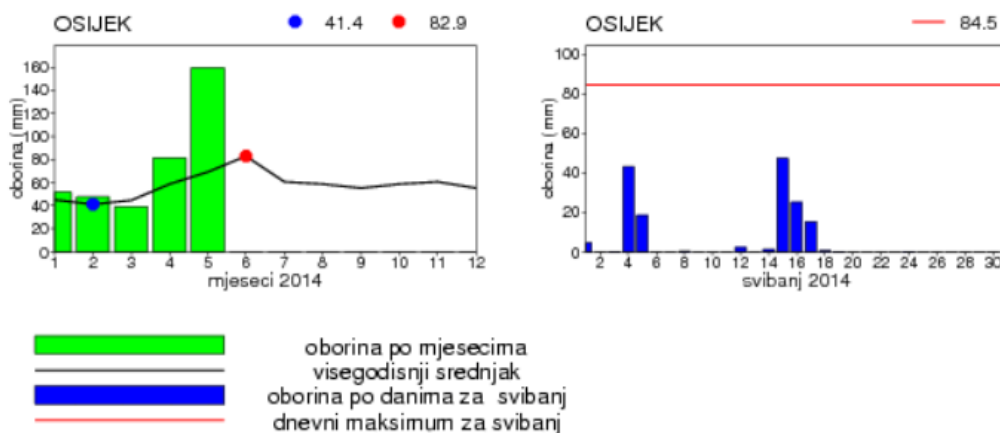 OSIJEK 41.4 82.9
oborina (mm)
160
140
120
100
80
60
40
20
0
1 2 3 4 5 6 7 8 9 10 11 12
mjeseci 2014
OSIJEK 84.5
oborina (mm)
100
80
60
40
20
0
2 4 6 8 10 12 14 16 18 20 22 24 26 28 30
svibanj 2014
oborina po mjesecima
visegodisnji srednjak
oborina po danima za svibanj
dnevni maksimum za svibanj